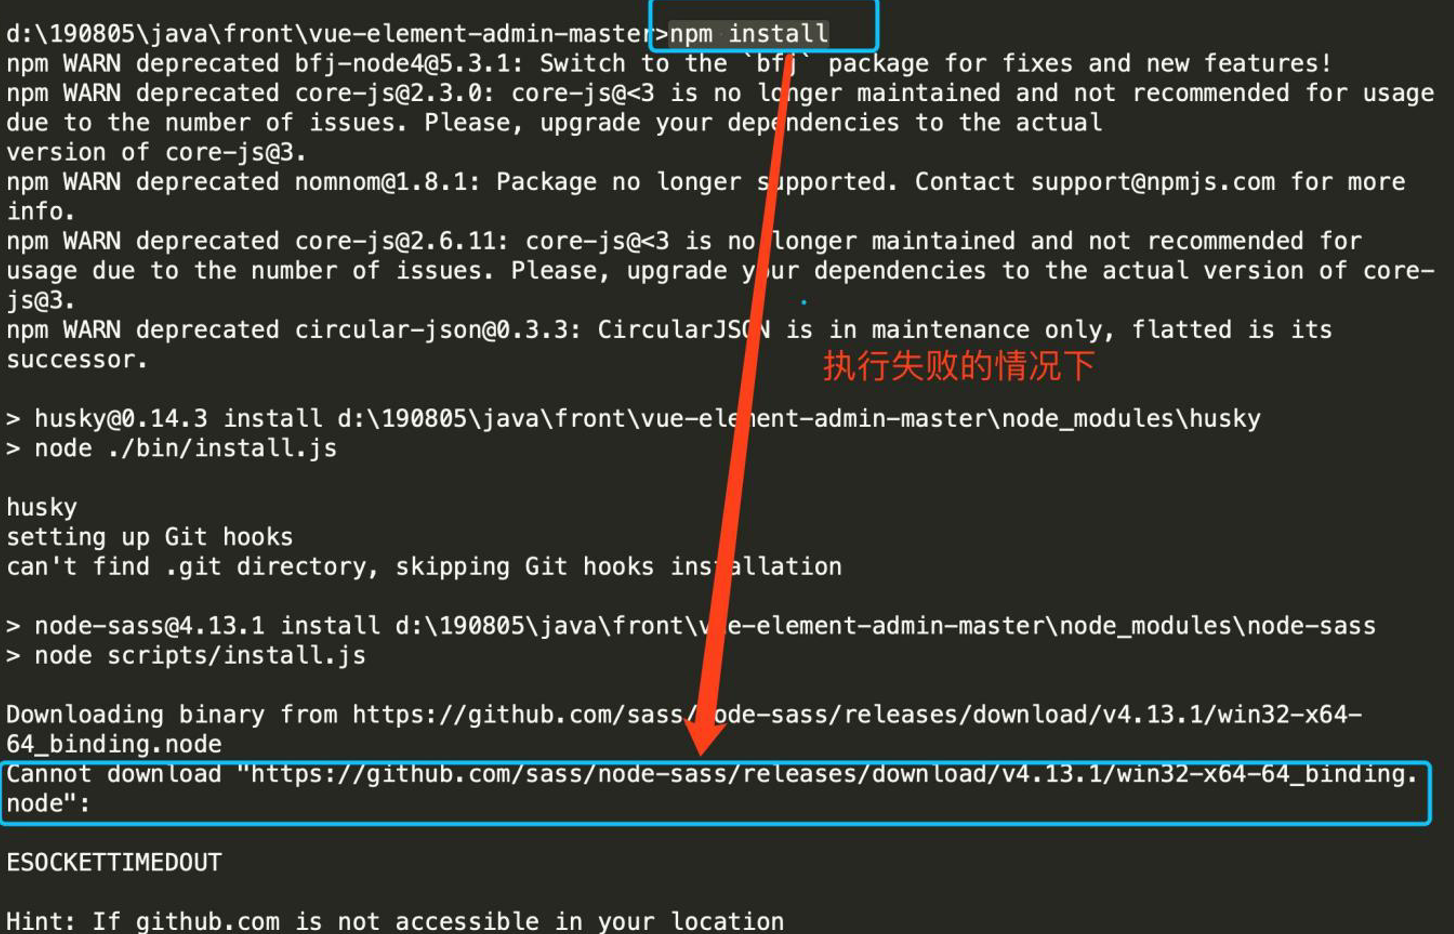 d:\190805\java\front\vue-element-admin-master>npm install
npm WARN deprecated bfj-node4@5.3.1: Switch to the `bfj` package for fixes and new features!
npm WARN deprecated core-js@2.3.0: core-js@<3 is no longer maintained and not recommended for usage
due to the number of issues. Please, upgrade your dependencies to the actual
version of core-js@3.
npm WARN deprecated nomnom@1.8.1: Package no longer supported. Contact support@npmjs.com for more
info.
npm WARN deprecated core-js@2.6.11: core-js@<3 is no longer maintained and not recommended for
usage due to the number of issues. Please, upgrade your dependencies to the actual version of core-
js@3.
npm WARN deprecated circular-json@0.3.3: CircularJSON is in maintenance only, flatted is its
successor.
执行失败的情况下
> husky@0.14.3 install d:\190805\java\front\vue-element-admin-master\node_modules\husky
> node ./bin/install.js
husky
setting up Git hooks
can't find .git directory, skipping Git hooks installation
> node-sass@4.13.1 install d:\190805\java\front\vue-element-admin-master\node_modules\node-sass
> node scripts/install.js
Downloading binary from https://github.com/sass/node-sass/releases/download/v4.13.1/win32-x64-
64_binding.node
Cannot download "https://github.com/sass/node-sass/releases/download/v4.13.1/win32-x64-64_binding.
node":
ESOCKETTIMEDOUT
Hint: If github.com is not accessible in your location